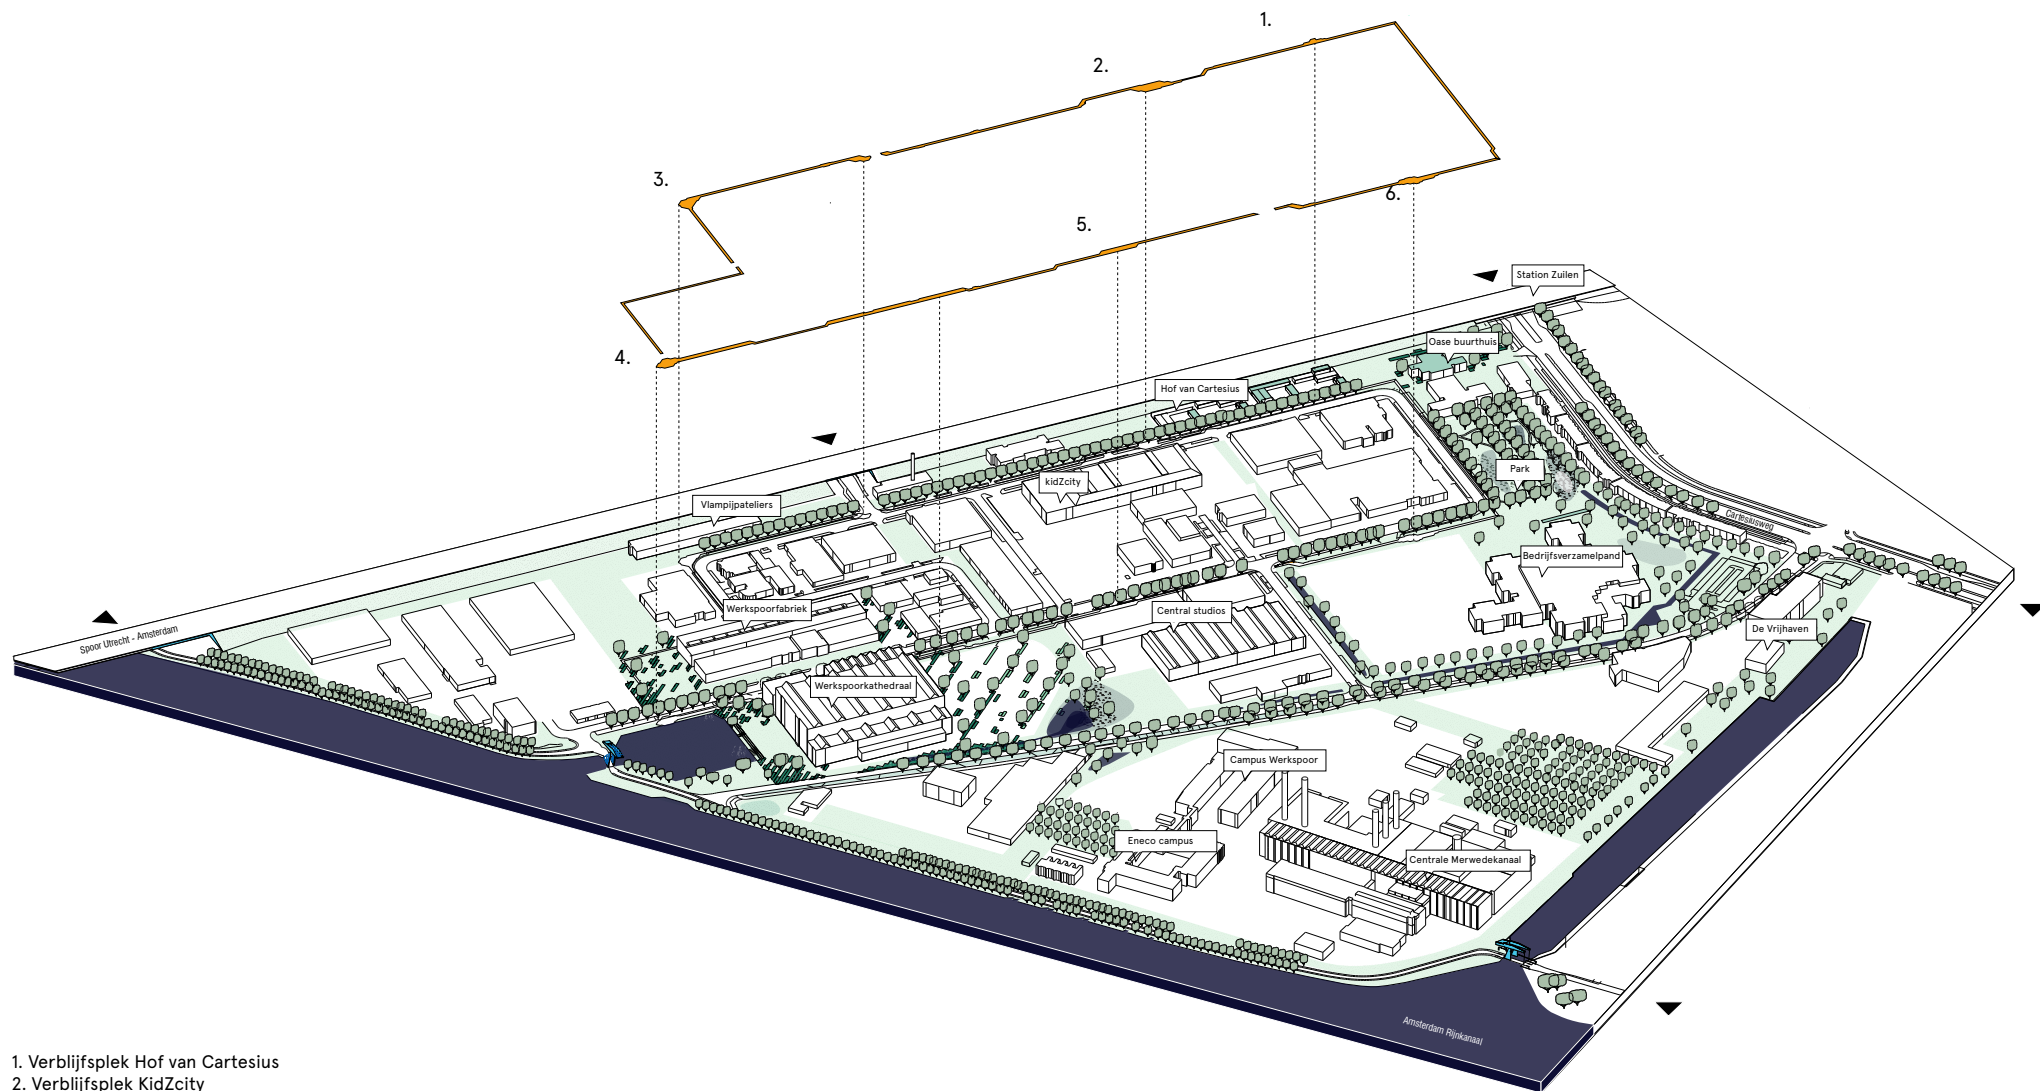 1.
2.
3.
6.
5.
Station Zuilen
4.
Oase buurthuis
Hof van Cartesius
Park
kidZcity
Vlampijpateliers
Cartesiusweg
Bedrijfsverzamelpand
Werkspoorfabriek
Central studios
De Vrijhaven
Spoor Utrecht - Amsterdam
Werkspoorkathedraal
Campus Werkspoor
Eneco campus
Centrale Merwedekanaal
Amsterdam Rijnkanaal
1. Verblijfsplek Hof van Cartesius
2. Verblijfsplek KidZcity